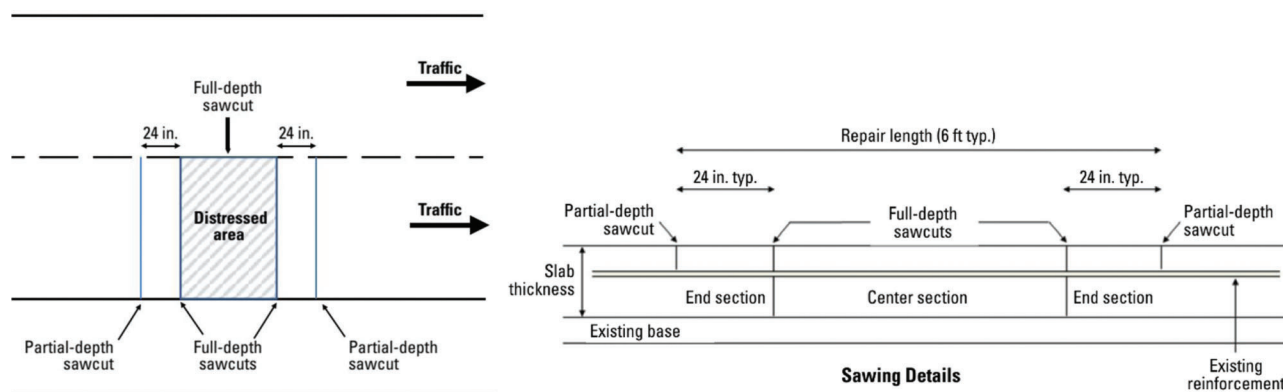 Traffic
Full-depth
sawcut
24 in.
24 in.
Distressed
area
Traffic
Partial-depth
sawcut
Full-depth
sawcuts
Partial-depth
sawcut
Repair length (6 ft typ.)
24 in. typ.
24 in. typ.
Partial-depth
sawcut
Full-depth
sawcuts
Partial-depth
sawcut
Slab
thickness
End section
Center section
End section
Existing base
Sawing Details
Existing
reinforcement